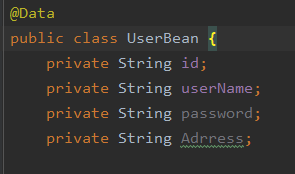 @Data
public class UserBean {
private String id;
private String userName;
private String password;
private String Adrress;